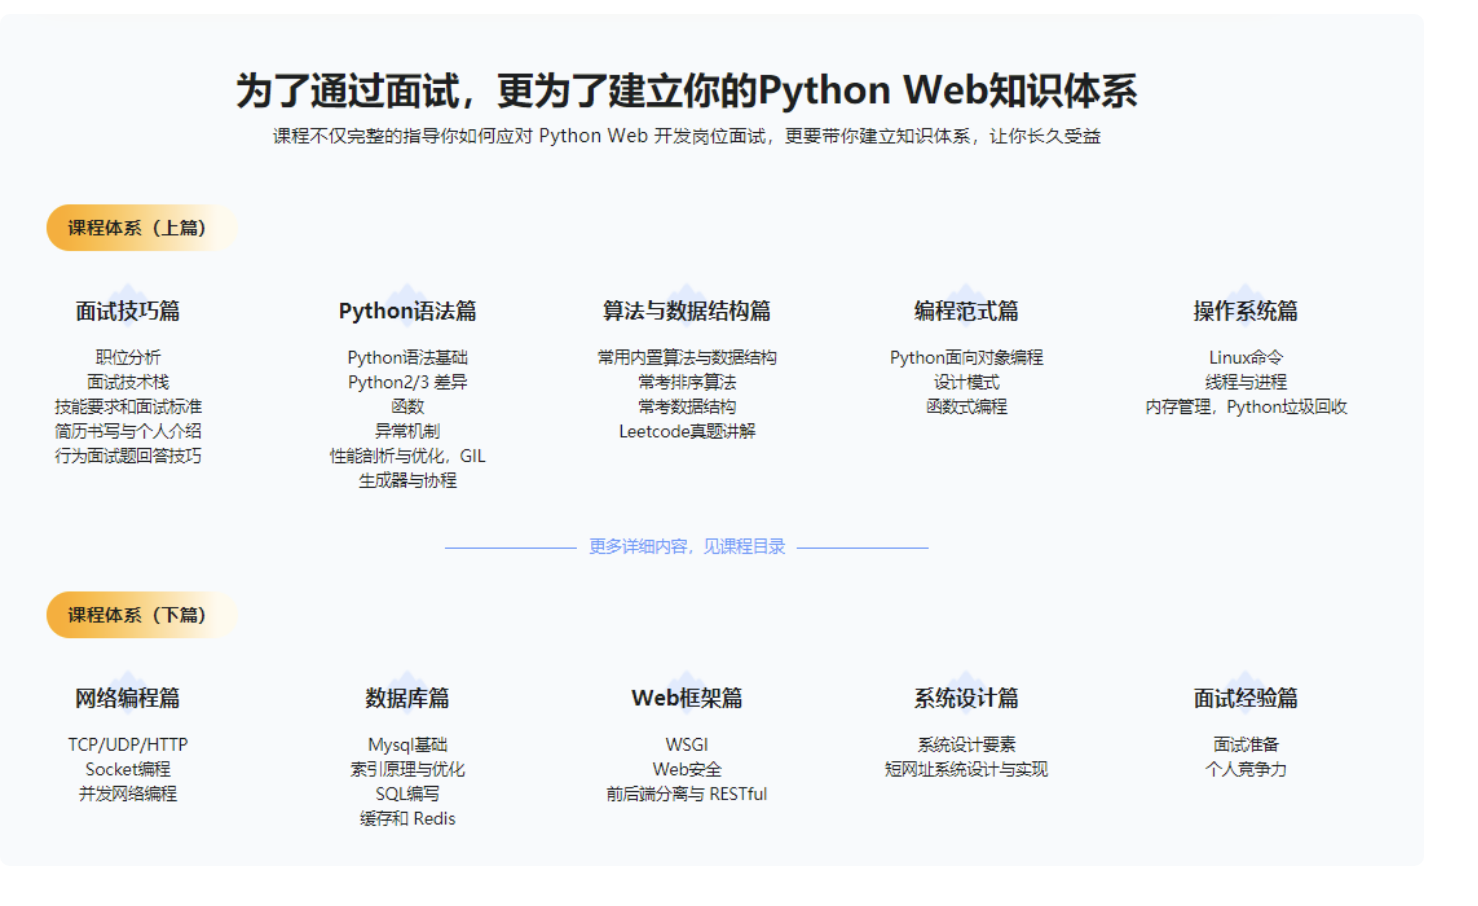 为了通过面试，更为了建立你的Python Web知识体系
课程不仅完整的指导你如何应对 Python Web 开发岗位面试，更要带你建立知识体系，让你长久受益
课程体系（上篇）
面试技巧篇
职位分析
面试技术栈
技能要求和面试标准
简历书写与个人介绍
行为面试题回答技巧
Python语法篇
Python语法基础
Python2/3 差异
函数
异常机制
性能剖析与优化，GIL
生成器与协程
算法与数据结构篇
常用内置算法与数据结构
常考排序算法
常考数据结构
Leetcode真题讲解
编程范式篇
Python面向对象编程
设计模式
函数式编程
操作系统篇
Linux命令
线程与进程
内存管理，Python垃圾回收
更多详细内容，见课程目录
课程体系（下篇）
网络编程篇
TCP/UDP/HTTP
Socket编程
并发网络编程
数据库篇
Mysql基础
索引原理与优化
SQL编写
缓存和 Redis
Web框架篇
WSGI
Web安全
前后端分离与 RESTful
系统设计篇
系统设计要素
短网址系统设计与实现
面试经验篇
面试准备
个人竞争力